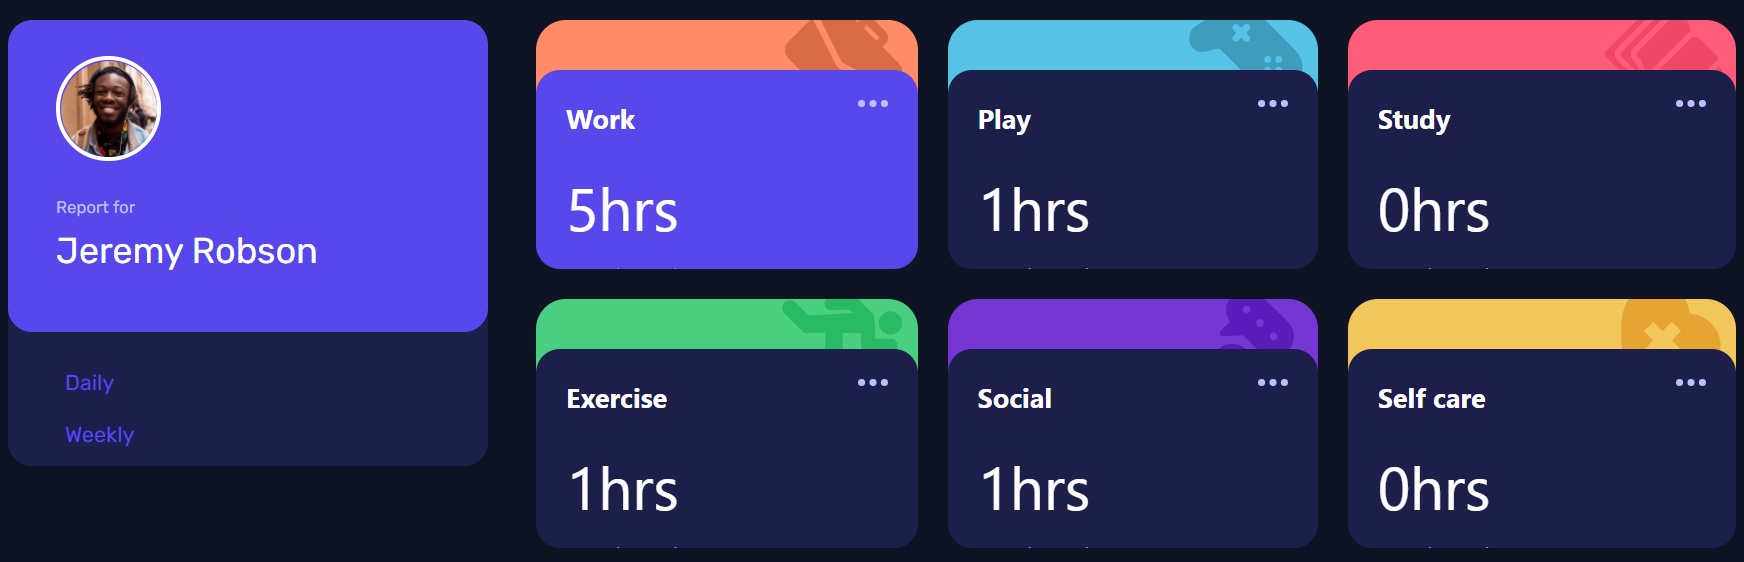 Report for
Jeremy Robson
Daily
Weekly
Work
5hrs
Play
1hrs
Study
0hrs
Exercise
1hrs
Social
1hrs
Self care
0hrs